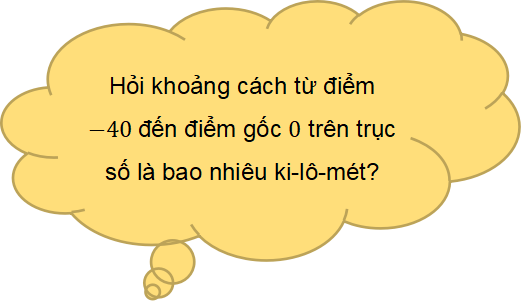 Hỏi khoảng cách từ điểm
−40 đến điểm gốc 0 trên trục
số là bao nhiêu ki-lô-mét?